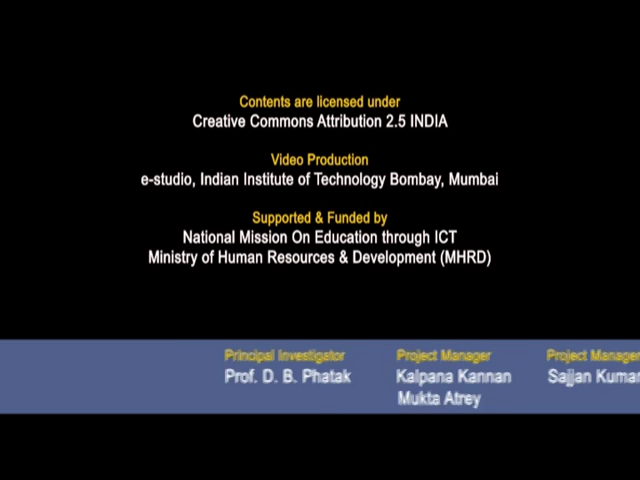 Contents are licensed under
Creative Commons Attribution 2.5 INDIA
Video Production
e-studio, Indian Institute of Technology Bombay, Mumbai
Supported & Funded by
National Mission On Education through ICT
Ministry of Human Resources & Development (MHRD)
Principal Investigator
Prof. D. B. Phatak
Project Manager
Kalpana Kannan
Mukta Atrey
Project Manager
Sajjan Kumar